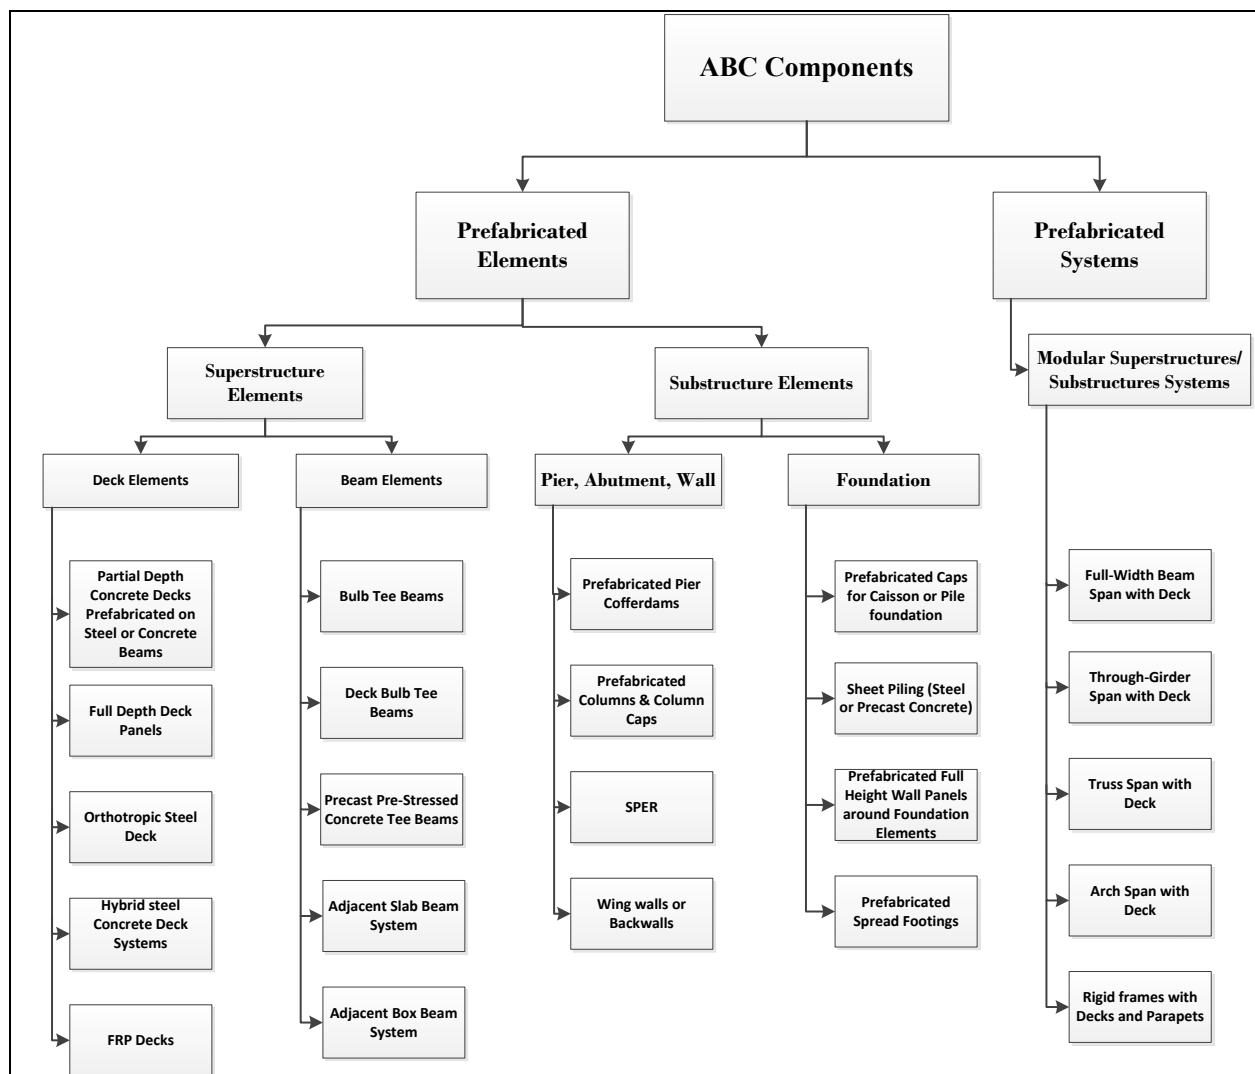 ABC Components
Prefabricated
Elements
Prefabricated
Systems
Superstructure
Elements
Substructure Elements
Modular Superstructures/
Substructures Systems
Deck Elements
Beam Elements
Pier, Abutment, Wall
Foundation
Partial Depth
Concrete Decks
Prefabricated on
Steel or Concrete
Beams
Full Depth Deck
Panels
Orthotropic Steel
Deck
Hybrid steel
Concrete Deck
Systems
FRP Decks
Bulb Tee Beams
Deck Bulb Tee
Beams
Precast Pre-Stressed
Concrete Tee Beams
Adjacent Slab Beam
System
Adjacent Box Beam
System
Prefabricated Pier
Cofferdams
Prefabricated
Columns & Column
Caps
SPER
Wing walls or
Backwalls
Prefabricated Caps
for Caisson or Pile
foundation
Sheet Piling (Steel
or Precast Concrete)
Prefabricated Full
Height Wall Panels
around Foundation
Elements
Prefabricated
Spread Footings
Full-Width Beam
Span with Deck
Through-Girder
Span with Deck
Truss Span with
Deck
Arch Span with
Deck
Rigid frames with
Decks and Parapets